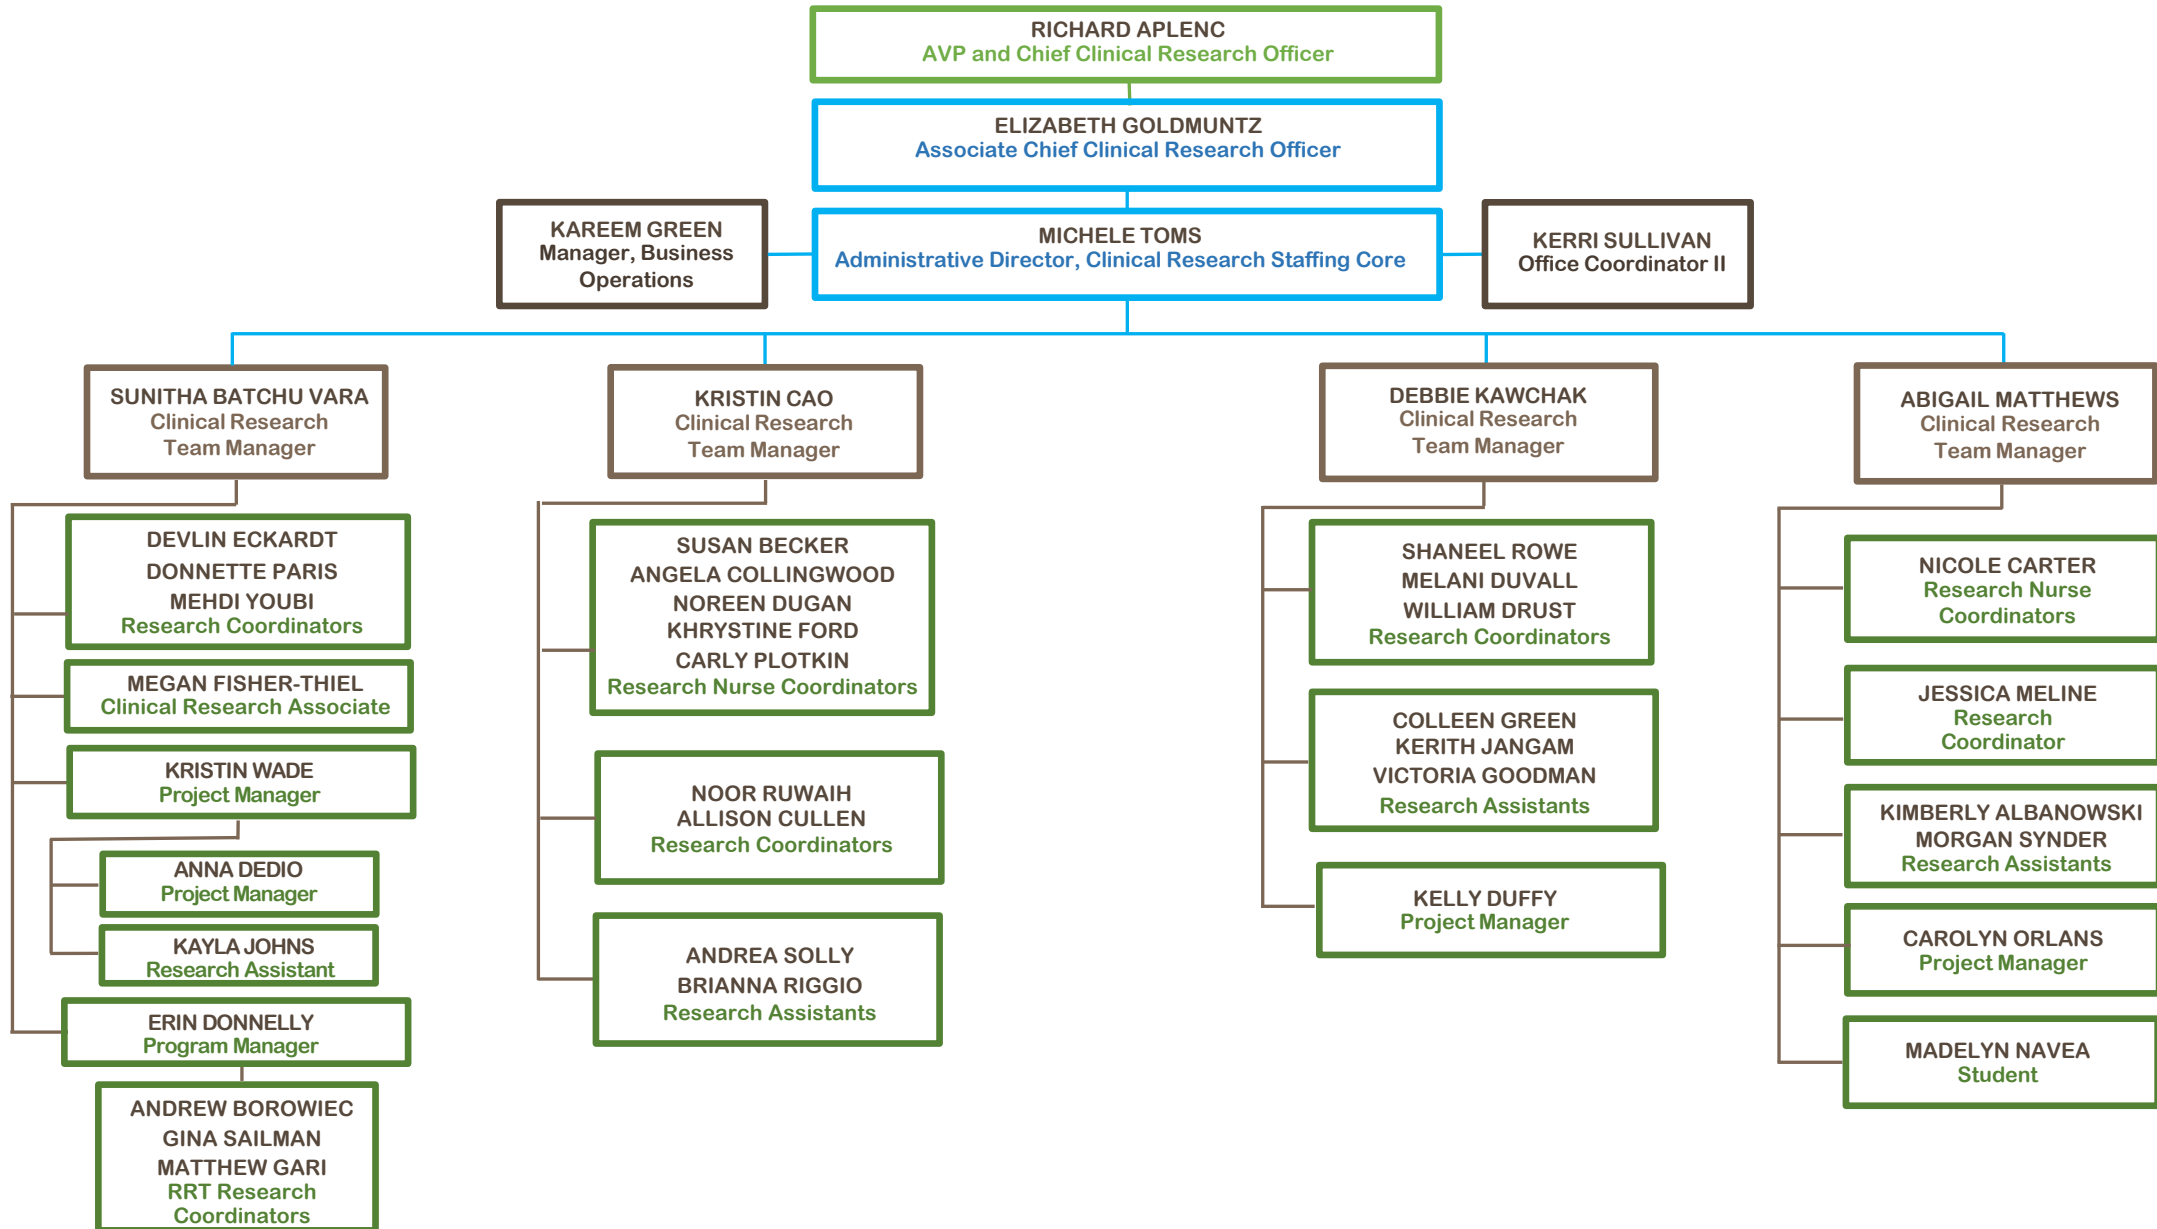 RICHARD APLENC
AVP and Chief Clinical Research Officer
ELIZABETH GOLDMUNTZ
Associate Chief Clinical Research Officer
KAREEM GREEN
Manager, Business
Operations
MICHELE TOMS
Administrative Director, Clinical Research Staffing Core
KERRI SULLIVAN
Office Coordinator II
SUNITHA BATCHU VARA
Clinical Research
Team Manager
DEVLIN ECKARDT
DONNETTE PARIS
MEHDI YOUBI
Research Coordinators
MEGAN FISHER-THIEL
Clinical Research Associate
KRISTIN WADE
Project Manager
ANNA DEDIO
Project Manager
KAYLA JOHNS
Research Assistant
ERIN DONNELLY
Program Manager
ANDREW BOROWIEC
GINA SAILMAN
MATTHEW GARI
RRT Research
Coordinators
KRISTIN CAO
Clinical Research
Team Manager
SUSAN BECKER
ANGELA COLLINGWOOD
NOREEN DUGAN
KHRYSTINE FORD
CARLY PLOTKIN
Research Nurse Coordinators
NOOR RUWAIH
ALLISON CULLEN
Research Coordinators
ANDREA SOLLY
BRIANNA RIGGIO
Research Assistants
DEBBIE KAWCHAK
Clinical Research
Team Manager
SHANEEL ROWE
MELANI DUVALL
WILLIAM DRUST
Research Coordinators
COLLEEN GREEN
KERITH JANGAM
VICTORIA GOODMAN
Research Assistants
KELLY DUFFY
Project Manager
ABIGAIL MATTHEWS
Clinical Research
Team Manager
NICOLE CARTER
Research Nurse
Coordinators
JESSICA MELINE
Research
Coordinator
KIMBERLY ALBANOWSKI
MORGAN SYNDER
Research Assistants
CAROLYN ORLANS
Project Manager
MADELYN NAVEA
Student